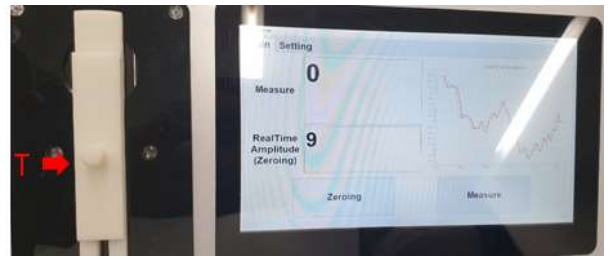 T
Setting
0
Measure
RealTime
Amplitude
(Zeroing)
9
Zeroing
Measure